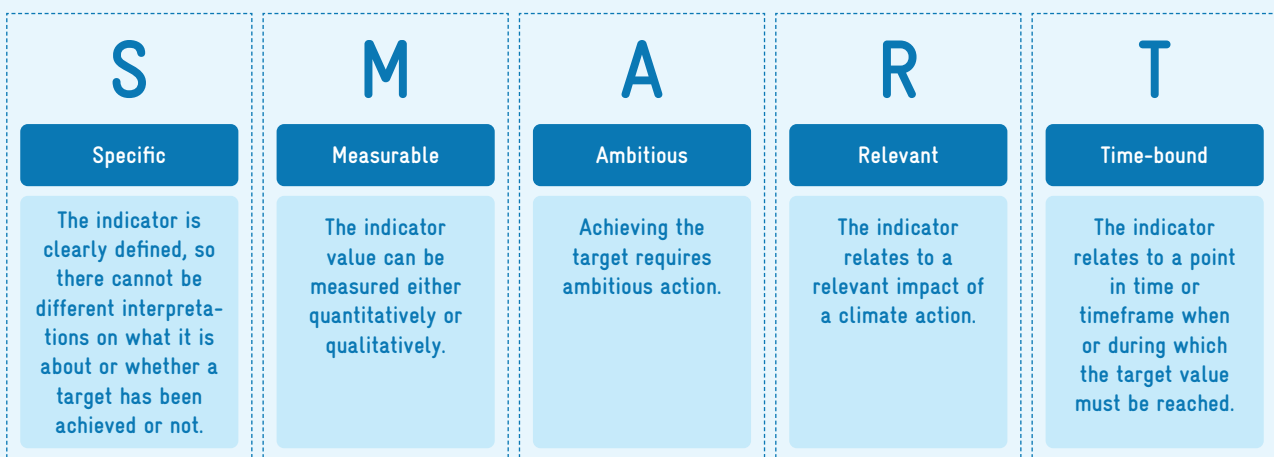 S
Specific
The indicator is
clearly defined, so
there cannot be
different interpreta-
tions on what it is
about or whether a
target has been
achieved or not.
M
Measurable
The indicator
value can be
measured either
quantitatively or
qualitatively.
A
Ambitious
Achieving the
target requires
ambitious action.
R
Relevant
The indicator
relates to a
relevant impact of
a climate action.
T
Time-bound
The indicator
relates to a point
in time or
timeframe when
or during which
the target value
must be reached.